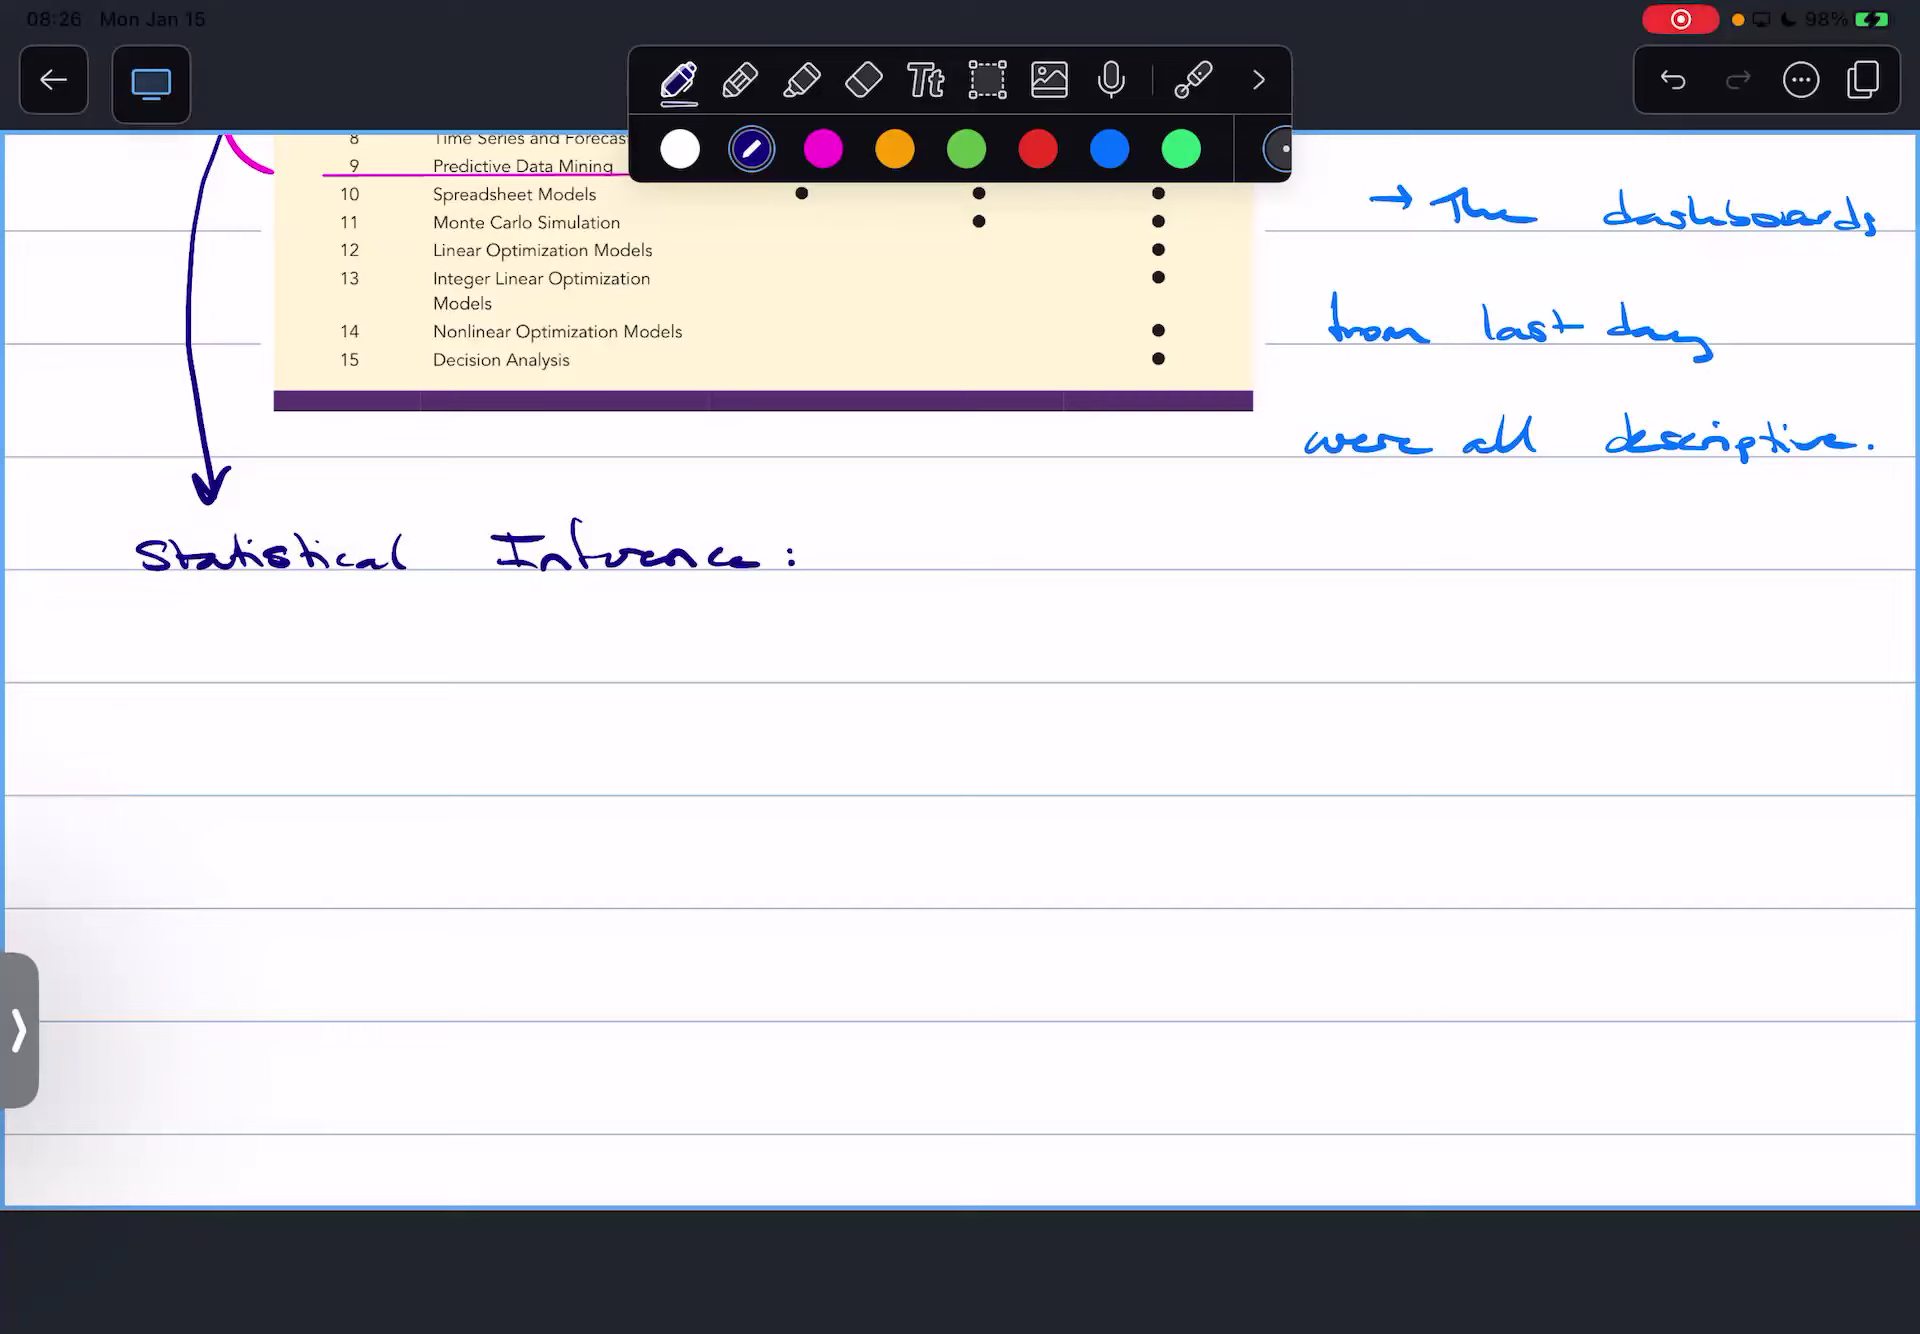 08:26 Mon Jan 15
98%
Tt
8 Time Series and Forecas
9 Predictive Data Mining
10 Spreadsheet Models
11 Monte Carlo Simulation
12 Linear Optimization Models
13 Integer Linear Optimization
Models
14 Nonlinear Optimization Models
15 Decision Analysis
→ The dashboards
from last day
were all descriptive.
Statistical Inference: